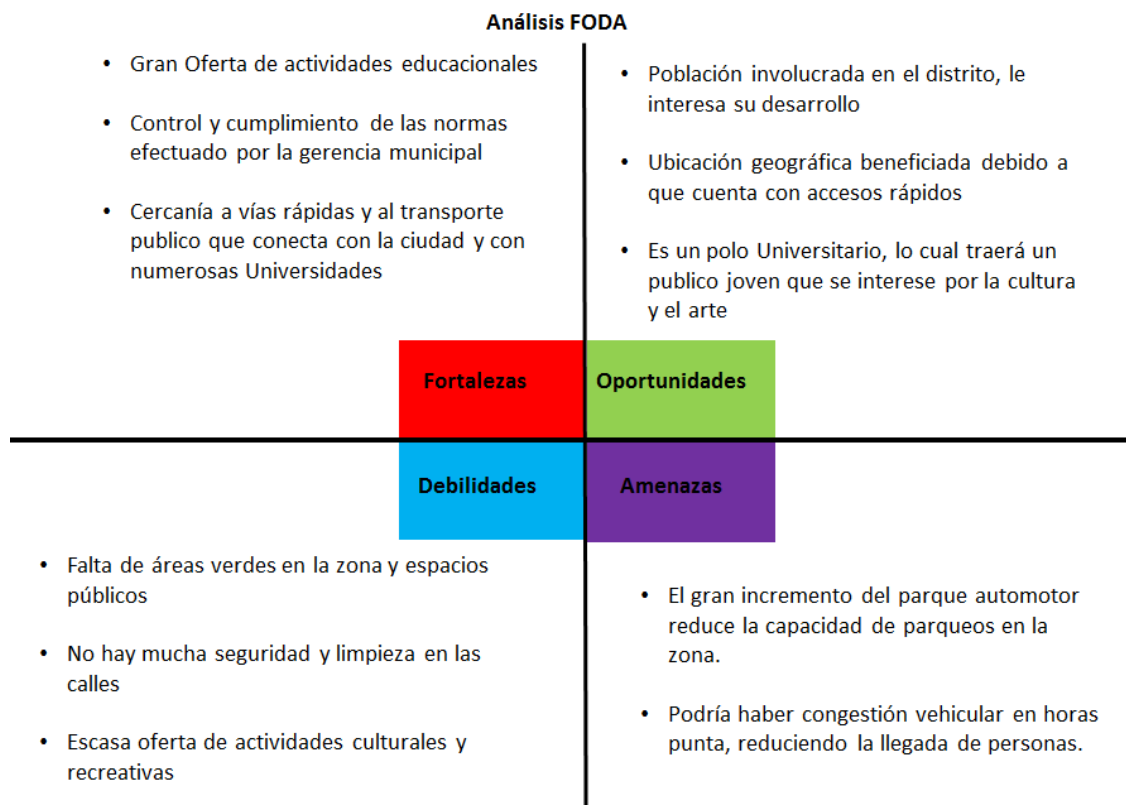 Análisis FODA
• Gran Oferta de actividades educacionales
• Control y cumplimiento de las normas
efectuado por la gerencia municipal
• Cercanía a vías rápidas y al transporte
publico que conecta con la ciudad y con
numerosas Universidades
• Población involucrada en el distrito, le
interesa su desarrollo
• Ubicación geográfica beneficiada debido a
que cuenta con accesos rápidos
• Es un polo Universitario, lo cual traerá un
publico joven que se interese por la cultura
y el arte
Fortalezas
Oportunidades
Debilidades
Amenazas
• Falta de áreas verdes en la zona y espacios
públicos
• No hay mucha seguridad y limpieza en las
calles
• Escasa oferta de actividades culturales y
recreativas
• El gran incremento del parque automotor
reduce la capacidad de parqueos en la
zona.
• Podría haber congestión vehicular en horas
punta, reduciendo la llegada de personas.